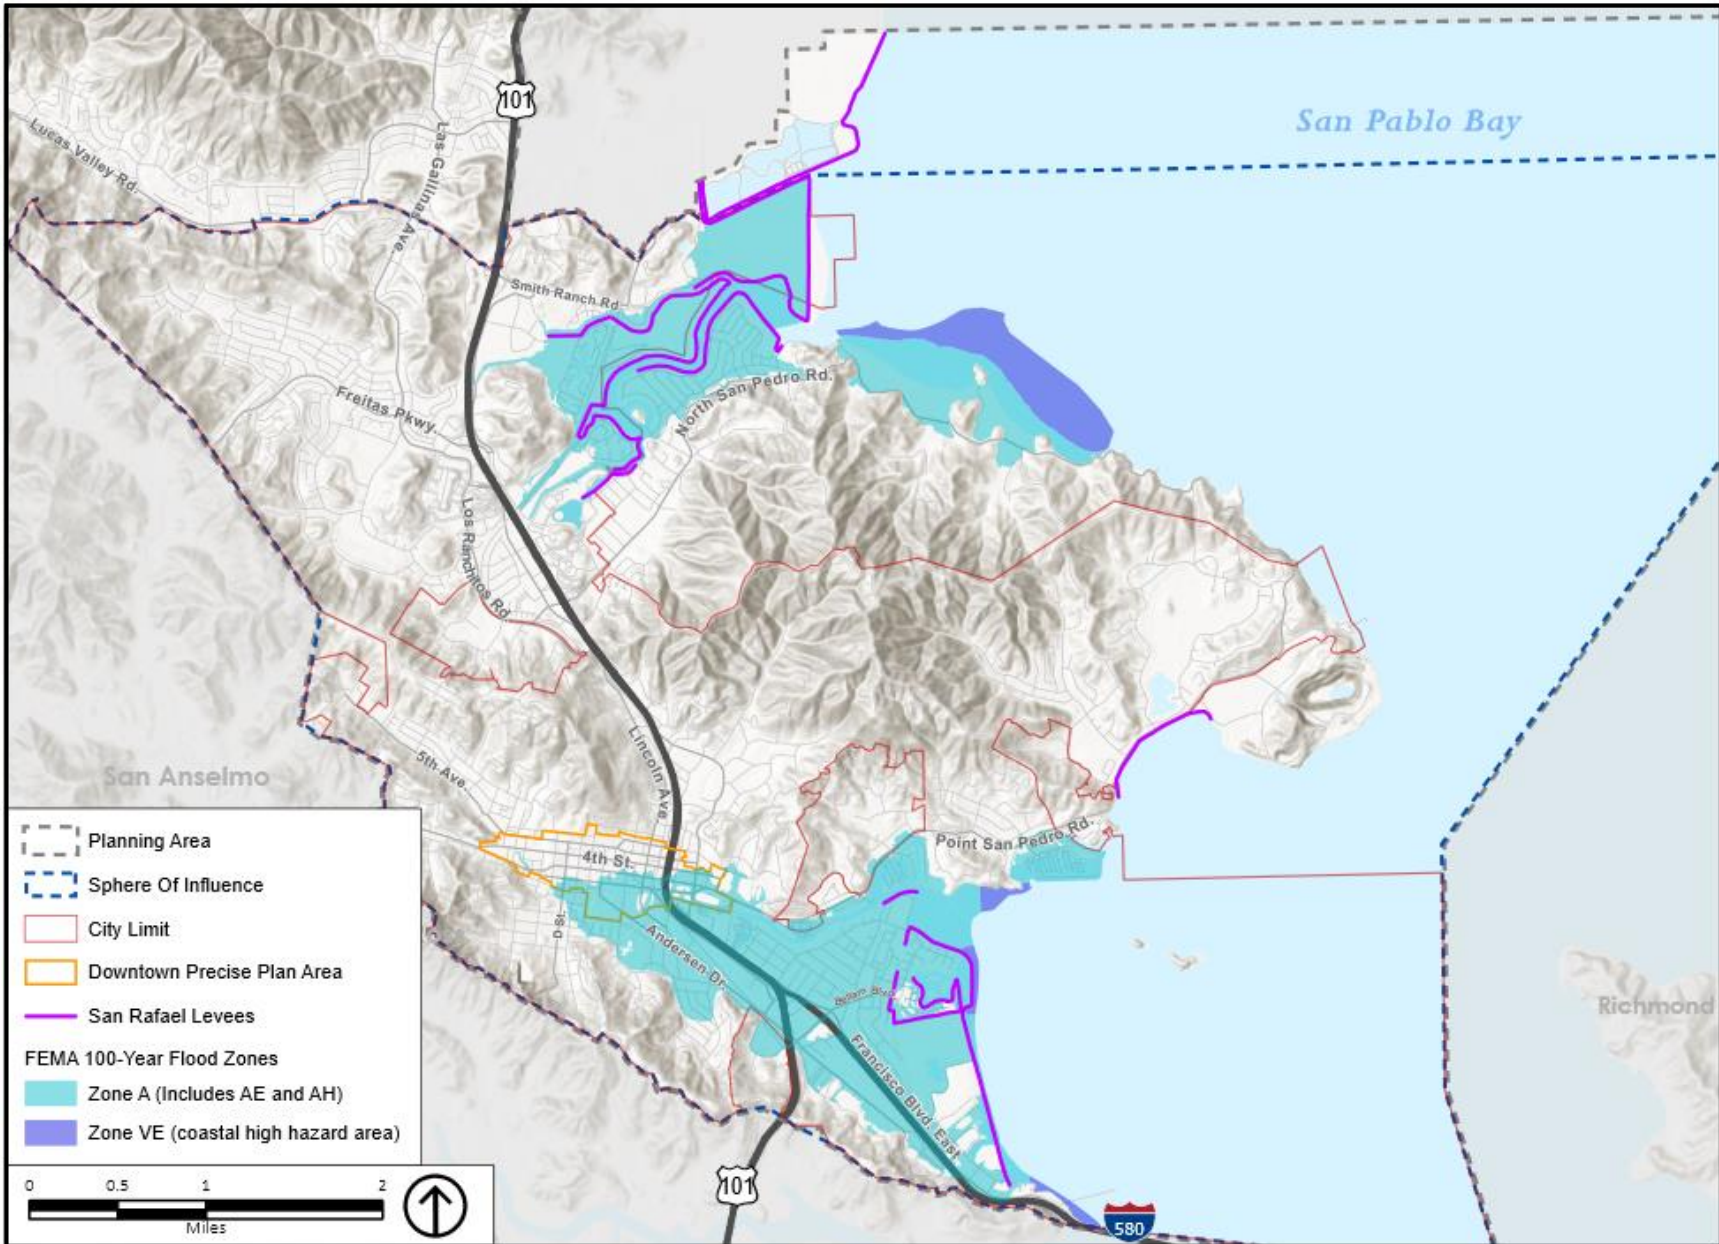 101
San Pablo Bay
Lucas Valley Rd.
Las Gallinas Ave.
Smith Ranch Rd
Freitas Pkwy.
North San Pedro Rd.
Los Ranchitos Rd.
Lincoln Ave
San Anselmo
5th Ave.
4th St.
Point San Pedro Rd.
D St.
Andersen Dr.
Bellam Blvd
Francisco Blvd. East
Richmond
101
580
Planning Area
Sphere Of Influence
City Limit
Downtown Precise Plan Area
San Rafael Levees
FEMA 100-Year Flood Zones
Zone A (Includes AE and AH)
Zone VE (coastal high hazard area)
0 0.5 1 2
Miles